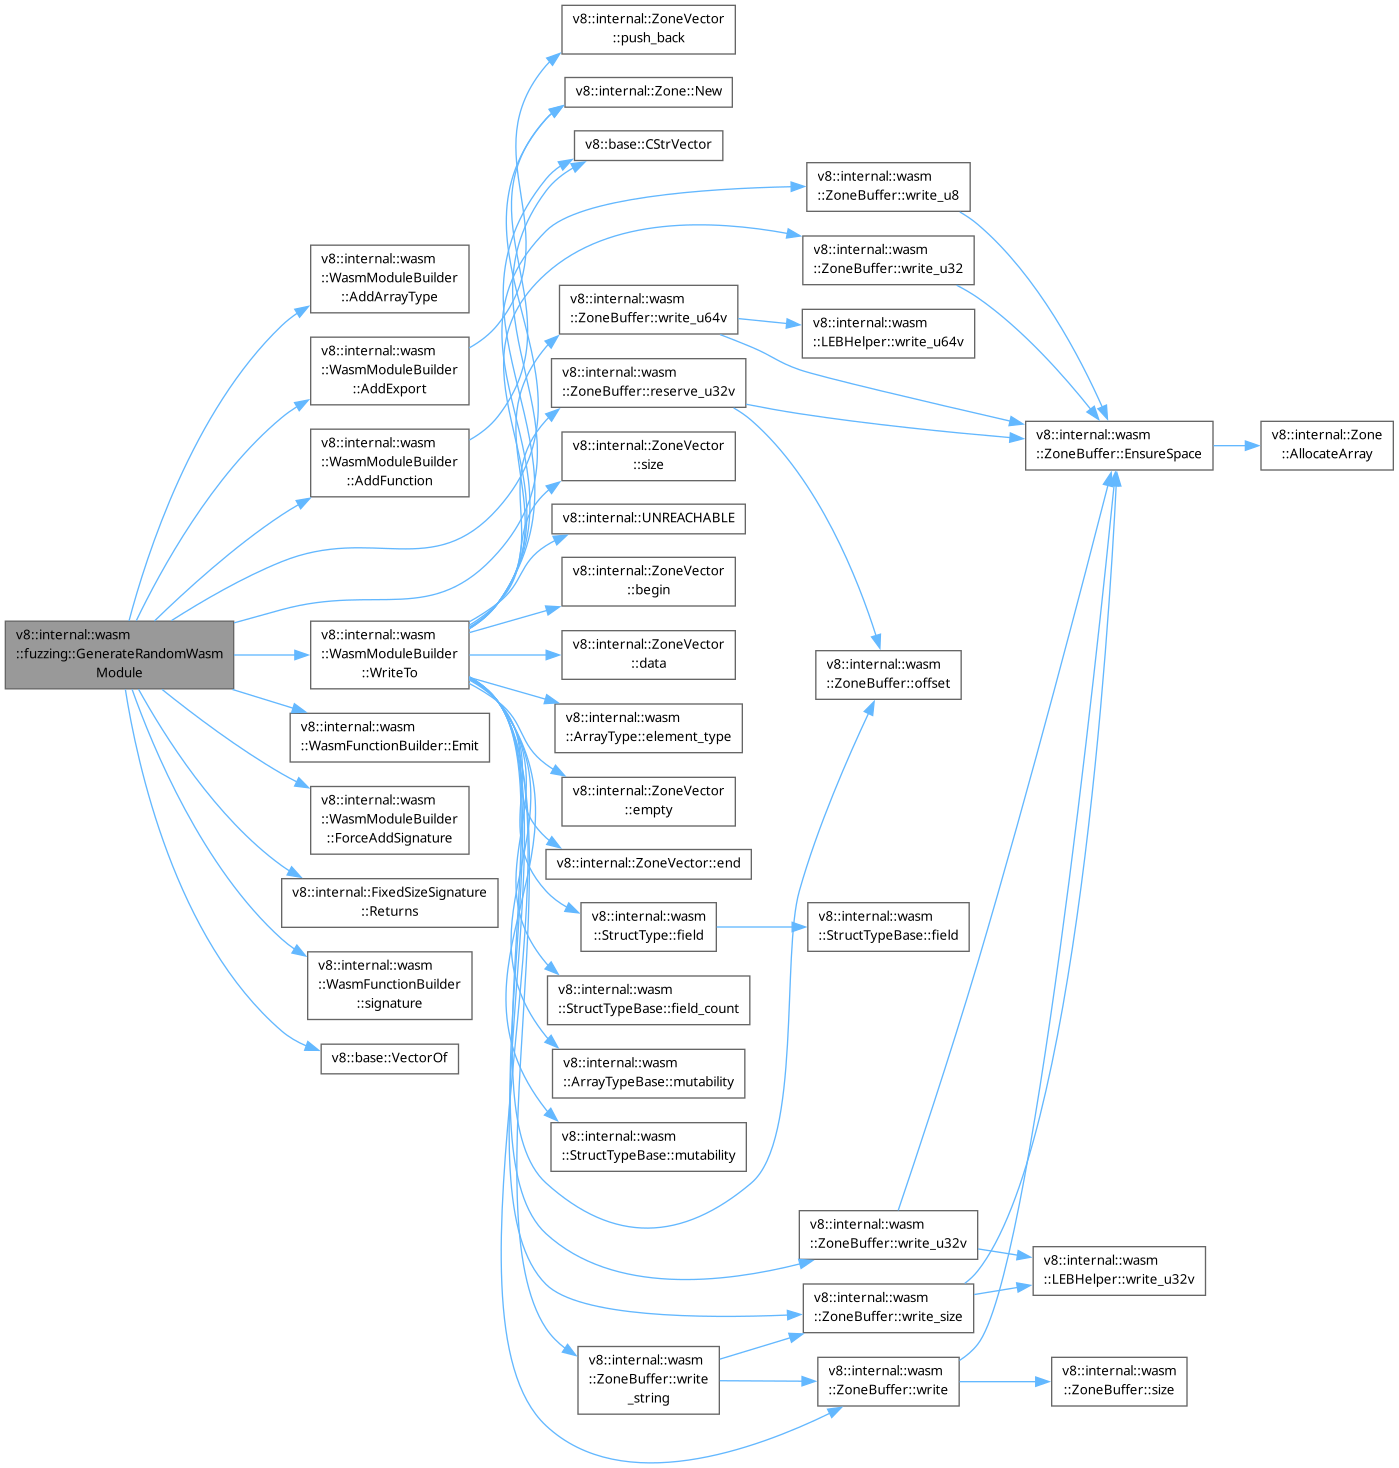 v8::internal::ZoneVector
::push_back
v8::internal::Zone::New
v8::base::CStrVector
v8::internal::wasm
::ZoneBuffer::write_u8
v8::internal::wasm
::ZoneBuffer::write_u32
v8::internal::wasm
::WasmModuleBuilder
::AddArrayType
v8::internal::wasm
::ZoneBuffer::write_u64v
v8::internal::wasm
::LEBHelper::write_u64v
v8::internal::wasm
::WasmModuleBuilder
::AddExport
v8::internal::wasm
::ZoneBuffer::reserve_u32v
v8::internal::wasm
::ZoneBuffer::EnsureSpace
v8::internal::Zone
::AllocateArray
v8::internal::wasm
::WasmModuleBuilder
::AddFunction
v8::internal::ZoneVector
::size
v8::internal::UNREACHABLE
v8::internal::ZoneVector
::begin
v8::internal::wasm
::fuzzing::GenerateRandomWasm
Module
v8::internal::wasm
::WasmModuleBuilder
::WriteTo
v8::internal::ZoneVector
::data
v8::internal::wasm
::ZoneBuffer::offset
v8::internal::wasm
::WasmFunctionBuilder::Emit
v8::internal::wasm
::ArrayType::element_type
v8::internal::wasm
::WasmModuleBuilder
::ForceAddSignature
v8::internal::ZoneVector
::empty
v8::internal::ZoneVector::end
v8::internal::FixedSizeSignature
::Returns
v8::internal::wasm
::StructType::field
v8::internal::wasm
::StructTypeBase::field
v8::internal::wasm
::WasmFunctionBuilder
::signature
v8::internal::wasm
::StructTypeBase::field_count
v8::base::VectorOf
v8::internal::wasm
::ArrayTypeBase::mutability
v8::internal::wasm
::StructTypeBase::mutability
v8::internal::wasm
::ZoneBuffer::write_u32v
v8::internal::wasm
::LEBHelper::write_u32v
v8::internal::wasm
::ZoneBuffer::write_size
v8::internal::wasm
::ZoneBuffer::write
_string
v8::internal::wasm
::ZoneBuffer::write
v8::internal::wasm
::ZoneBuffer::size